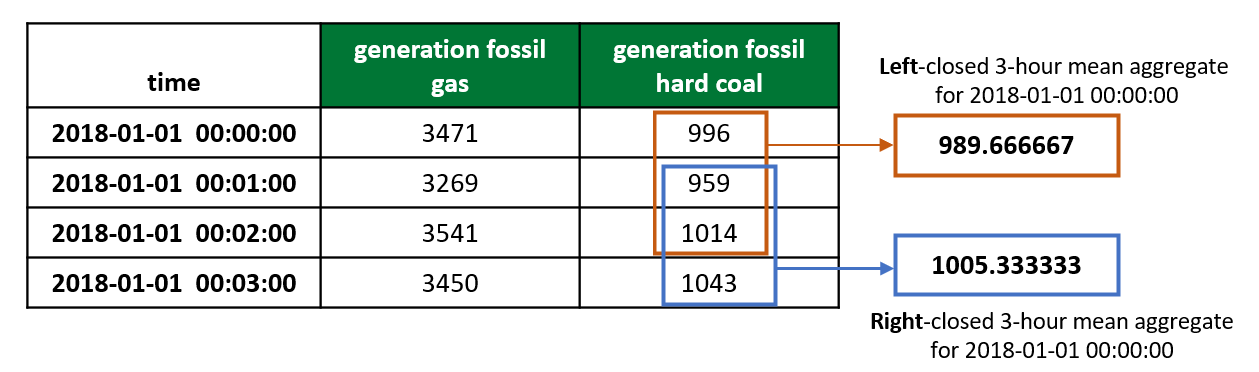 time
generation fossil
gas
generation fossil
hard coal
2018-01-01 00:00:00
3471
996
2018-01-01 00:01:00
3269
959
2018-01-01 00:02:00
3541
1014
2018-01-01 00:03:00
3450
1043
Left-closed 3-hour mean aggregate
for 2018-01-01 00:00:00
989.666667
1005.333333
Right-closed 3-hour mean aggregate
for 2018-01-01 00:00:00